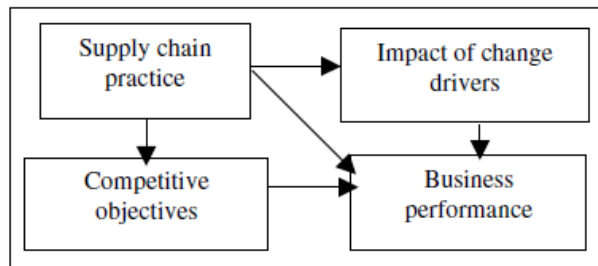 Supply chain
practice
Impact of change
drivers
Competitive
objectives
Business
performance